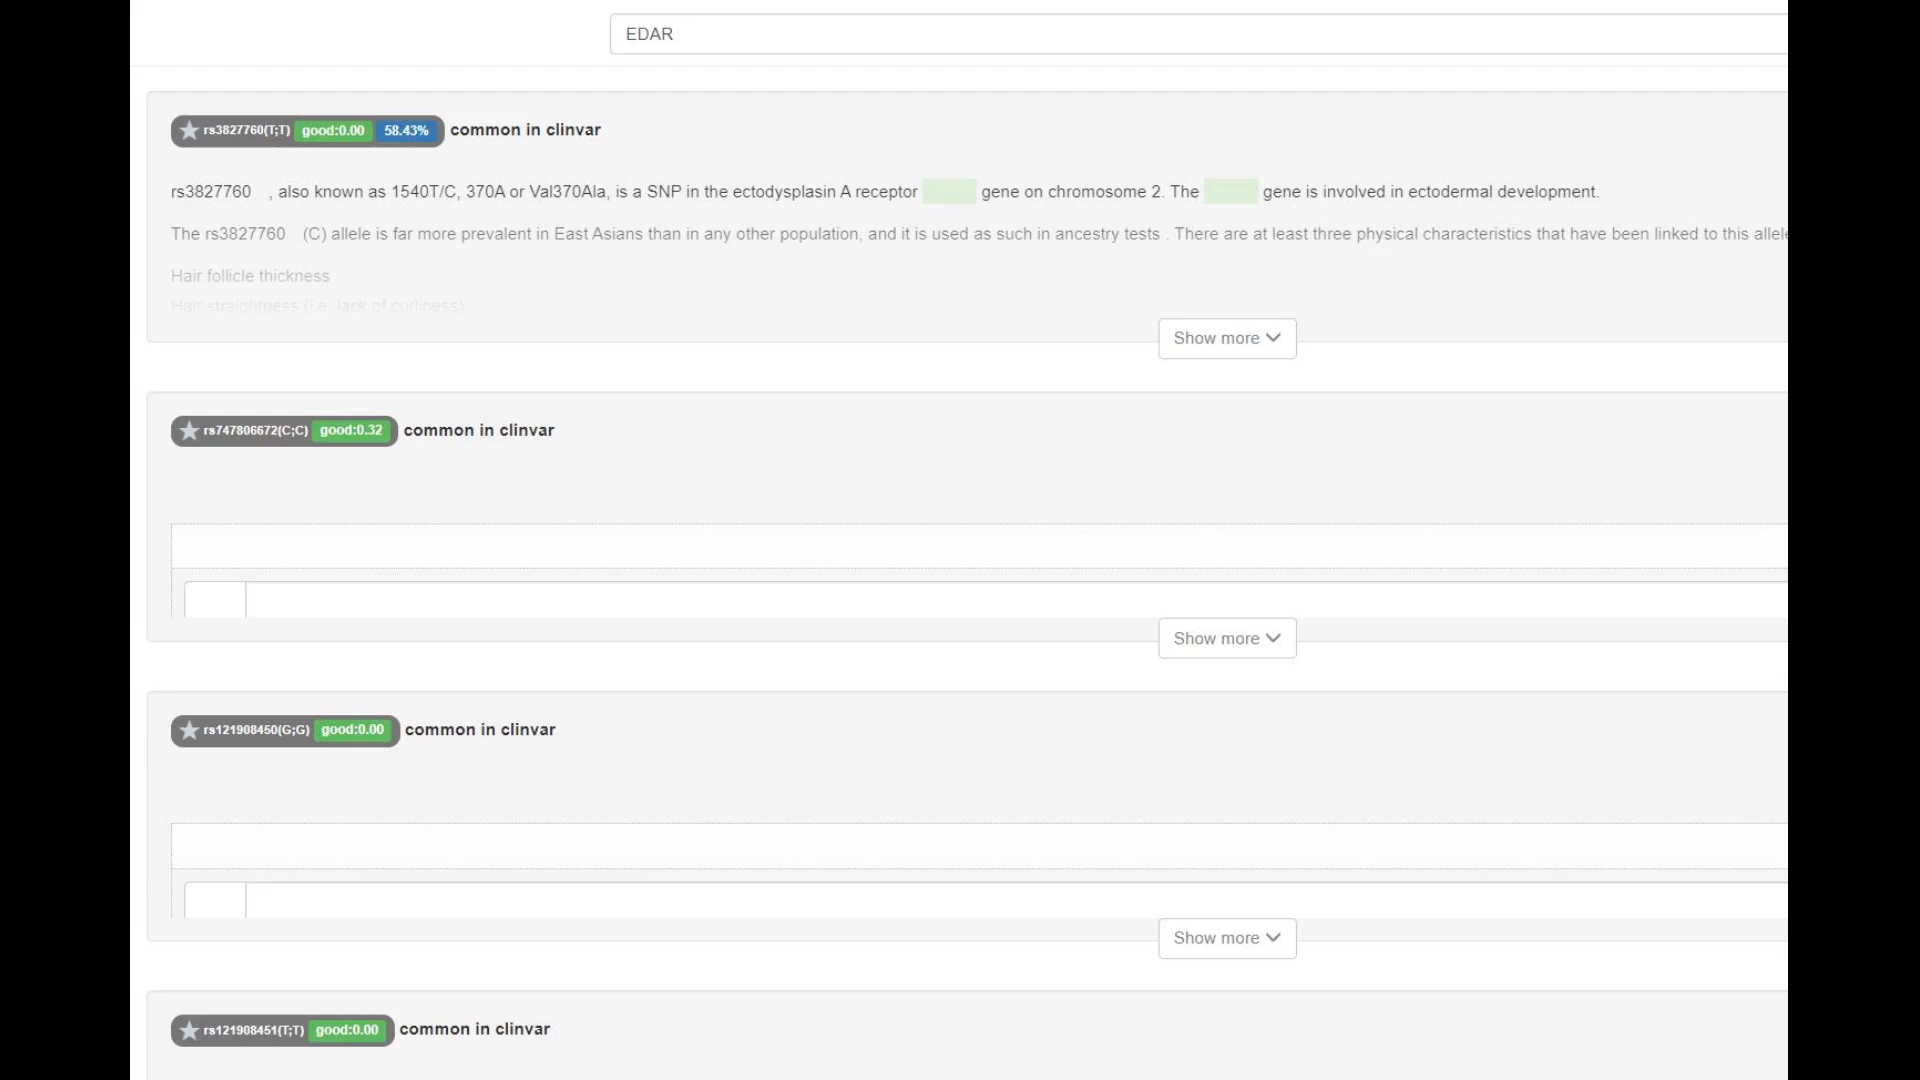 EDAR
rs3827760(T;T) good:0.00 58.43% common in clinvar
rs3827760 , also known as 1540T/C, 370A or Val370Ala, is a SNP in the ectodysplasin A receptor gene on chromosome 2. The gene is involved in ectodermal development.
The rs3827760 (C) allele is far more prevalent in East Asians than in any other population, and it is used as such in ancestry tests . There are at least three physical characteristics that have been linked to this allele
Hair follicle thickness
Hair straightness (i.e. lack of curliness)
Show more
rs747806672(C;C) good:0.32 common in clinvar
Show more
rs121908450(G;G) good:0.00 common in clinvar
Show more
rs121908451(T;T) good:0.00 common in clinvar